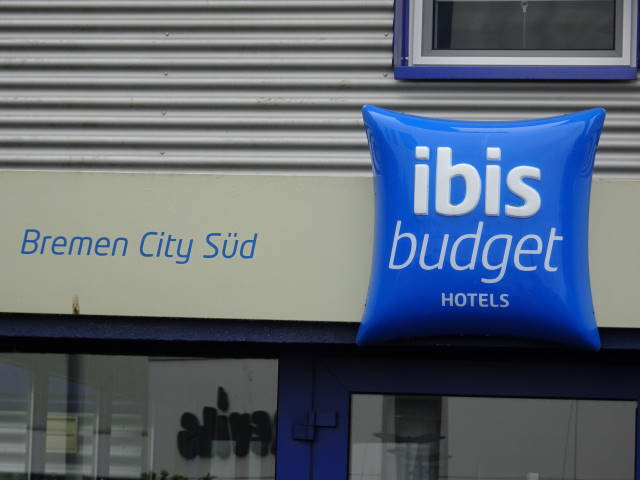 Bremen City Süd
ibis
budget
HOTELS